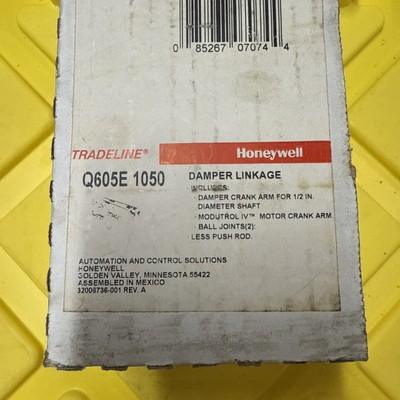 0 85267 07074 4
TRADELINE® Honeywell
Q605E 1050 DAMPER LINKAGE
INCLUDES:
- DAMPER CRANK ARM FOR 1/2 IN.
DIAMETER SHAFT
- MODUTROL IV™ MOTOR CRANK ARM
- BALL JOINTS(2):
LESS PUSH ROD.
AUTOMATION AND CONTROL SOLUTIONS
HONEYWELL
GOLDEN VALLEY, MINNESOTA 55422
ASSEMBLED IN MEXICO
32006736-001 REV. A